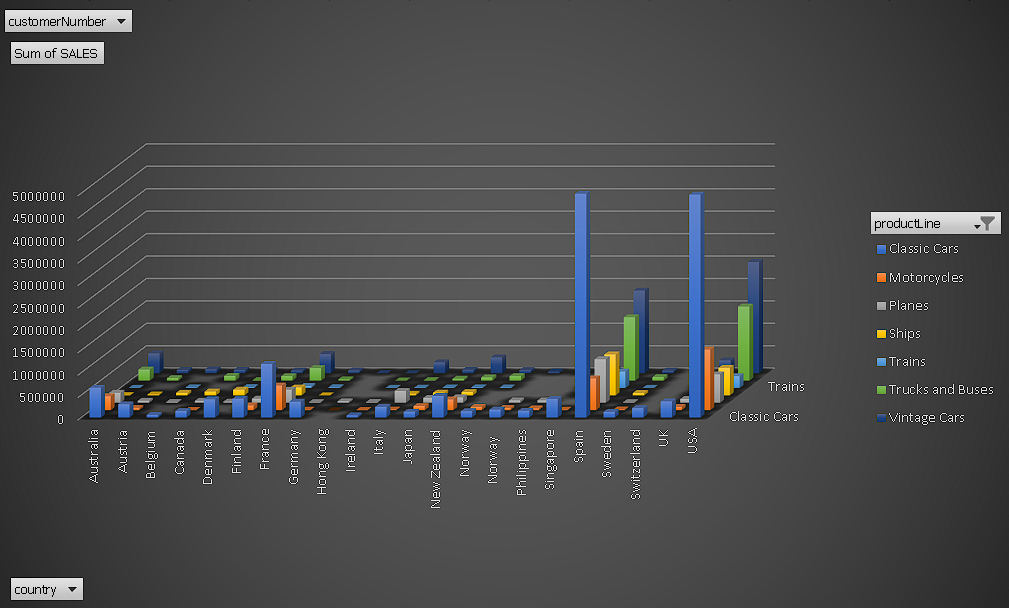 customerNumber
Sum of SALES
5000000
4500000
4000000
3500000
3000000
2500000
2000000
1500000
1000000
500000
0
Australia
Austria
Belgium
Canada
Denmark
Finland
France
Germany
Hong Kong
Ireland
Italy
Japan
New Zealand
Norway
Norway
Philippines
Singapore
Spain
Sweden
Switzerland
UK
USA
Trains
Classic Cars
productLine
Classic Cars
Motorcycles
Planes
Ships
Trains
Trucks and Buses
Vintage Cars
country